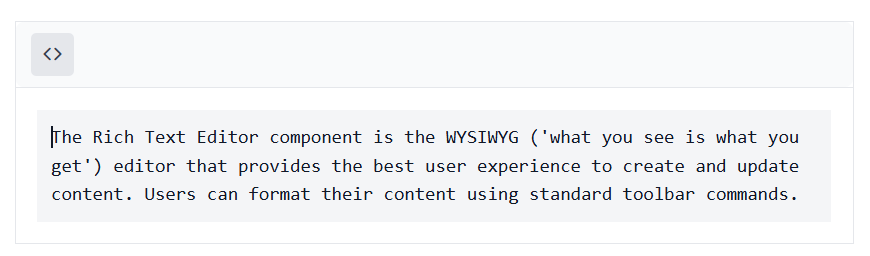 The Rich Text Editor component is the WYSIWYG ('what you see is what you
get') editor that provides the best user experience to create and update
content. Users can format their content using standard toolbar commands.